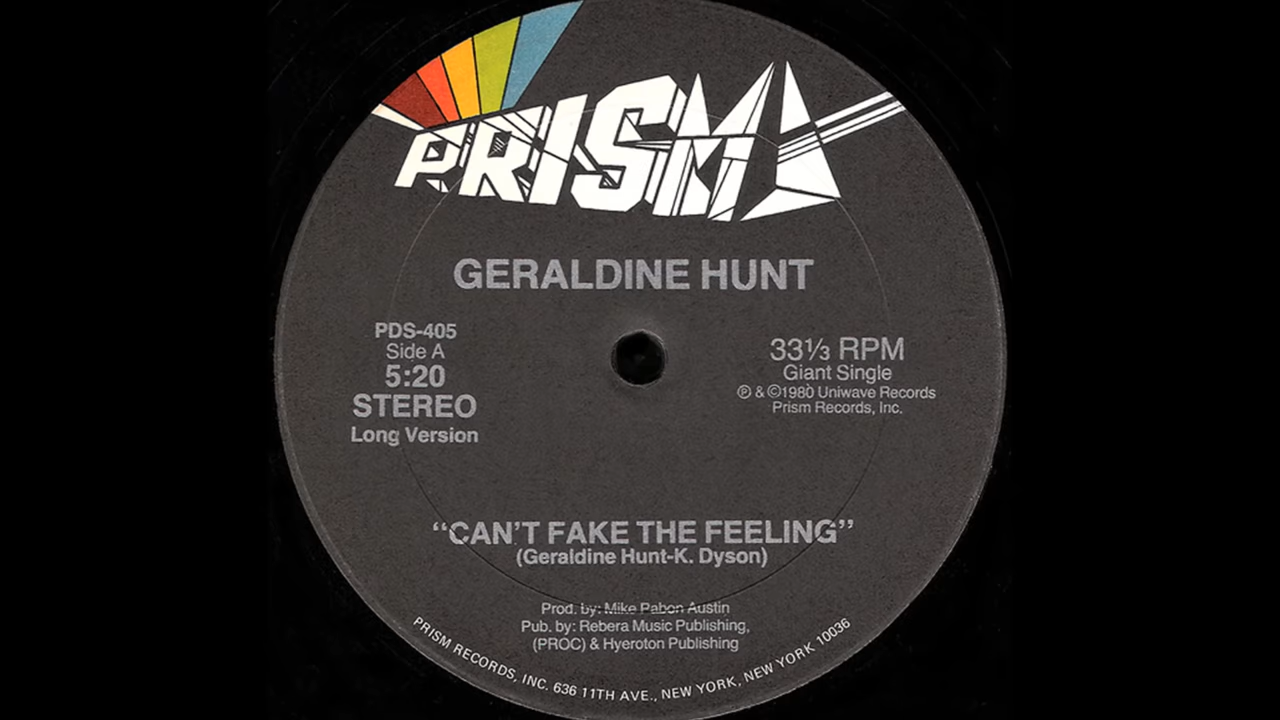 PRISM
GERALDINE HUNT
PDS-405
Side A
5:20
STEREO
Long Version
33⅓ RPM
Giant Single
℗ & ©1980 Uniwave Records
Prism Records, Inc.
“CAN’T FAKE THE FEELING”
(Geraldine Hunt-K. Dyson)
Prod. by: Mike Pabon Austin
Pub. by: Rebera Music Publishing,
(PROC) & Hyeroton Publishing
PRISM RECORDS, INC. 636 11TH AVE., NEW YORK, NEW YORK 10036